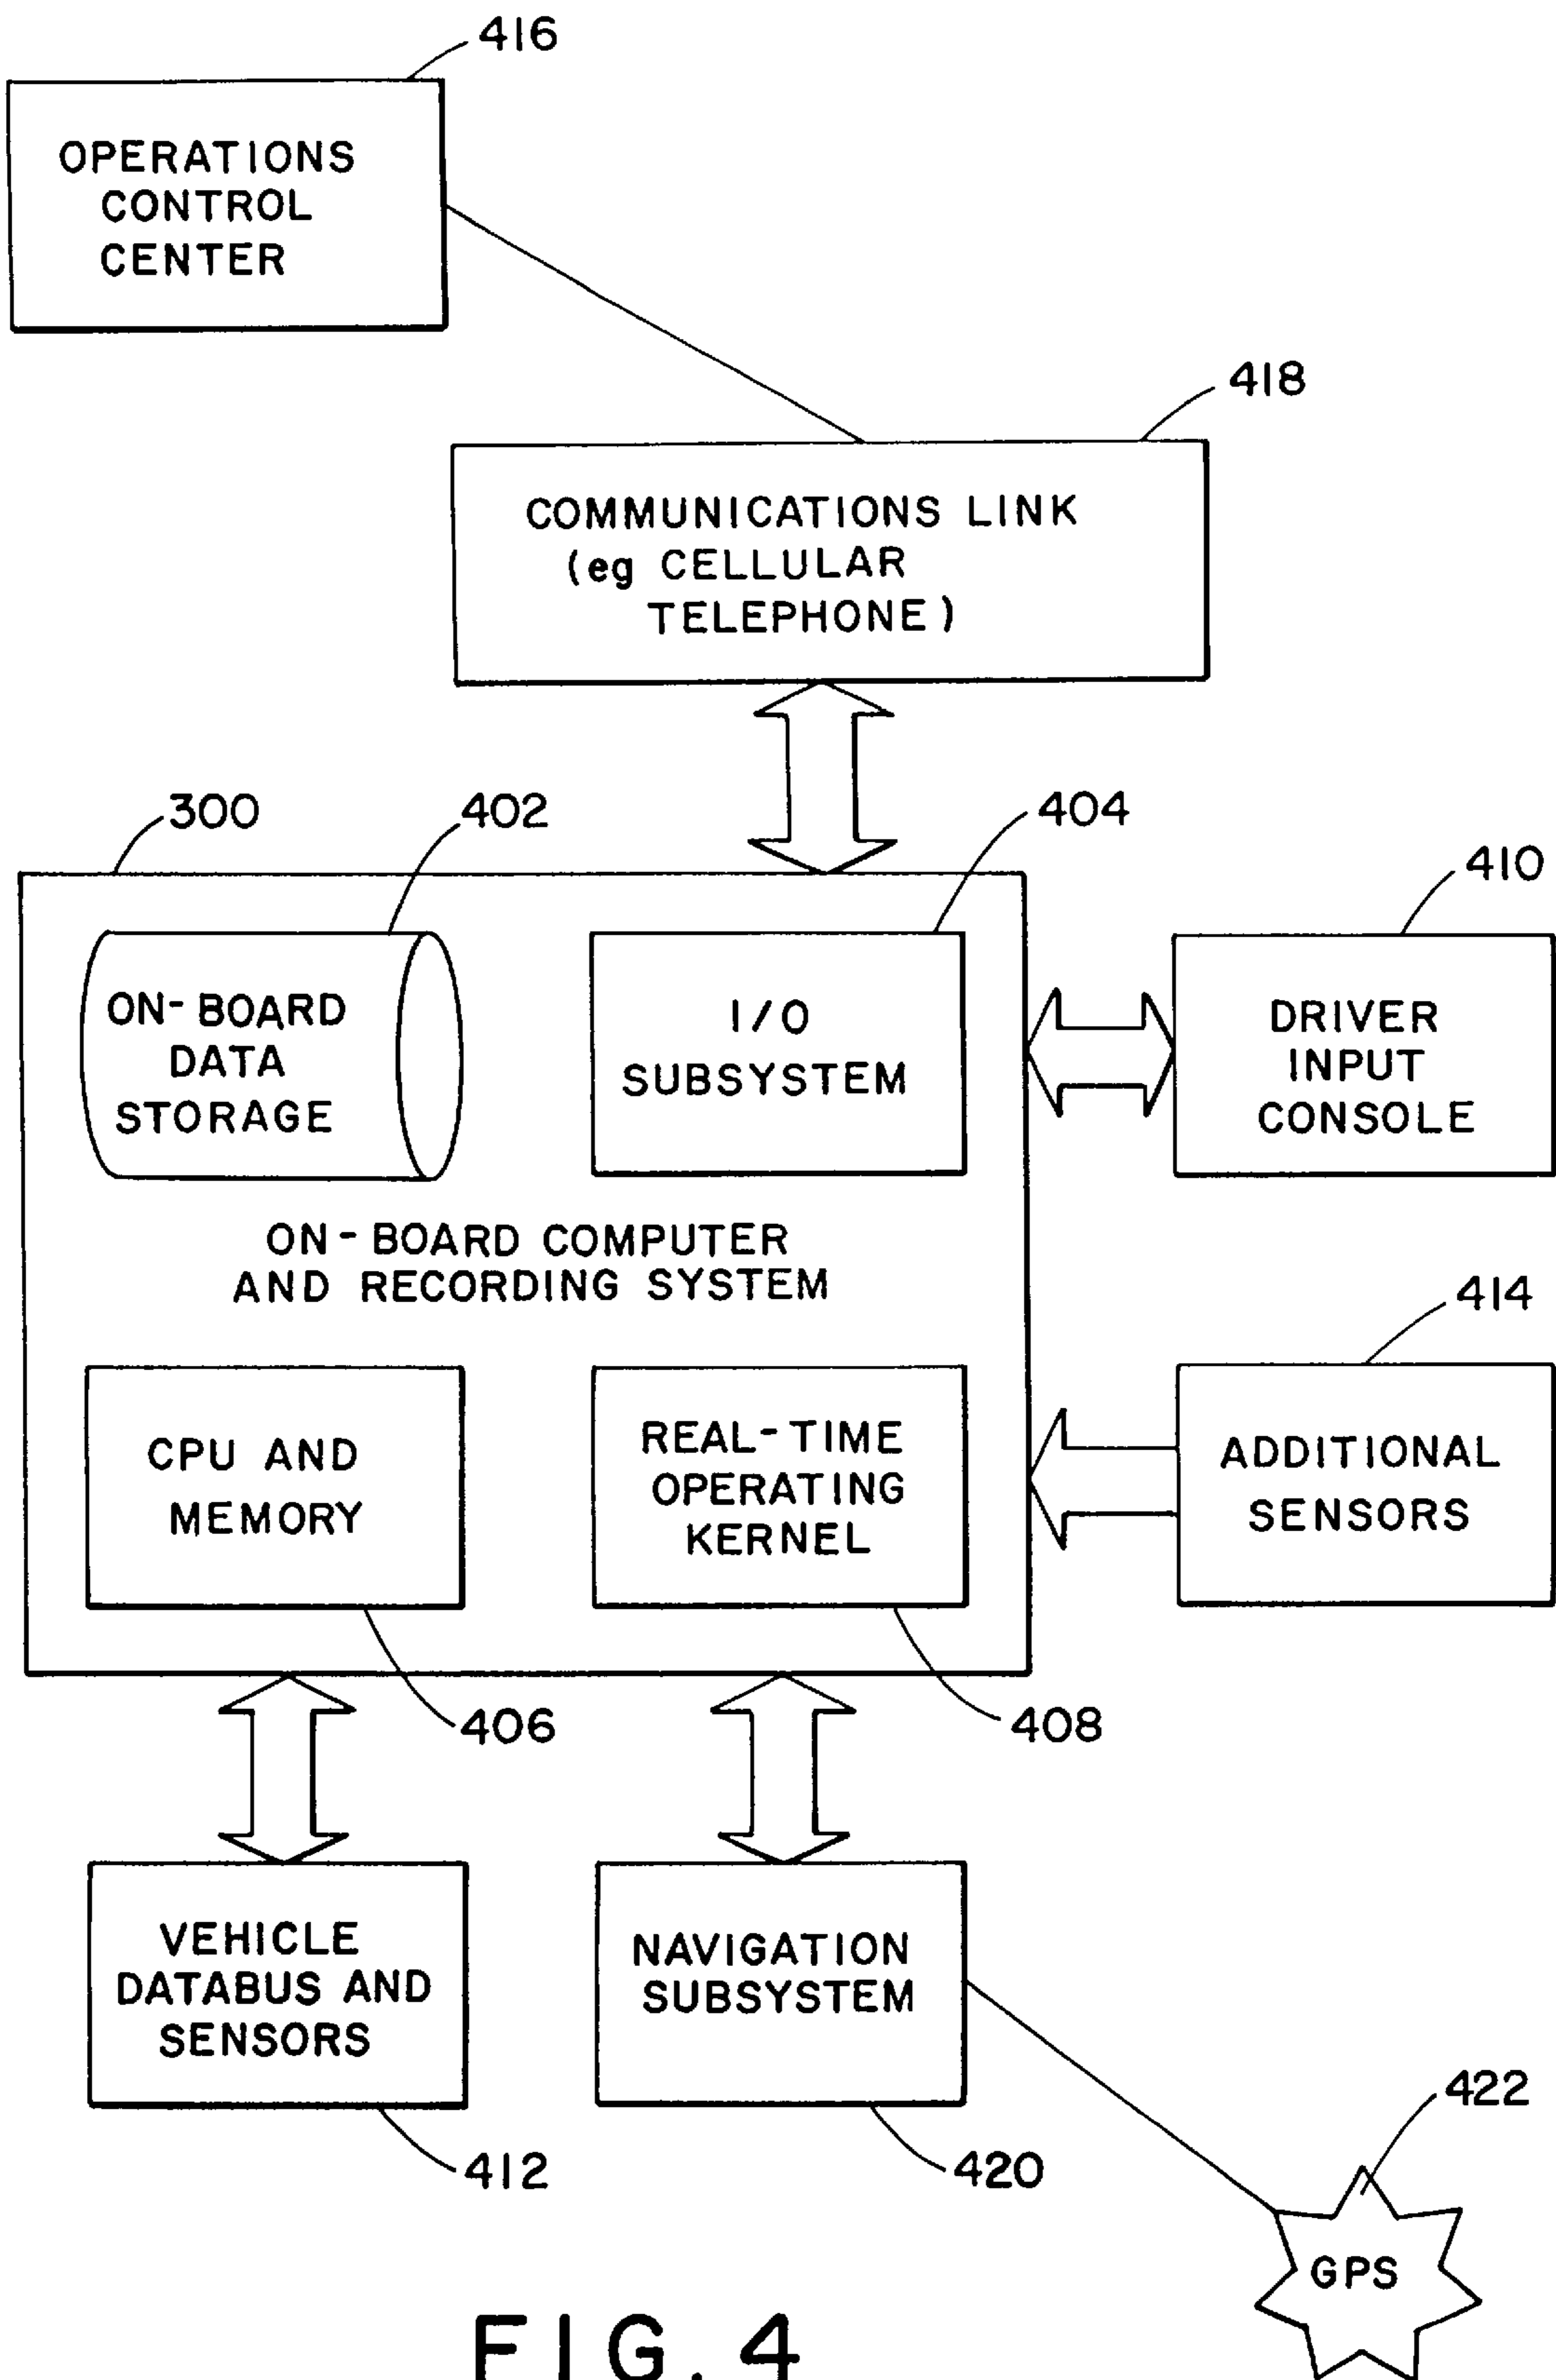 416
OPERATIONS
CONTROL
CENTER
418
COMMUNICATIONS LINK
(eg CELLULAR
TELEPHONE)
300
402
404
410
ON-BOARD
DATA
STORAGE
I/O
SUBSYSTEM
DRIVER
INPUT
CONSOLE
ON-BOARD COMPUTER
AND RECORDING SYSTEM
414
CPU AND
MEMORY
REAL-TIME
OPERATING
KERNEL
ADDITIONAL
SENSORS
406
408
VEHICLE
DATABUS AND
SENSORS
NAVIGATION
SUBSYSTEM
412
420
422
GPS
FIG. 4